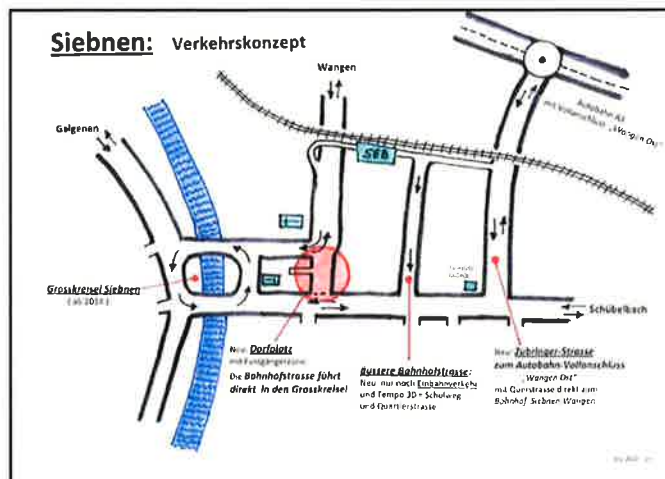 Siebnen: Verkehrskonzept
Wangen
Galgenen
Autobahn A3
mit Vollanschluss „Wangen Ost"
SBB
Grosskreisel Siebnen
Schübelbach
Neu: Dorfplatz
mit Fussgängerzone.
Die Bahnhofstrasse führt
direkt in den Grosskreisel
Äussere Bahnhofstrasse:
Neu: nur noch Einbahnverkehr
und Tempo 30 = Schulweg
und Quartierstrasse
Neu: Zubringer-Strasse
zum Autobahn-Vollanschluss
„Wangen Ost"
mit Querstrasse direkt zum
Bahnhof Siebnen-Wangen